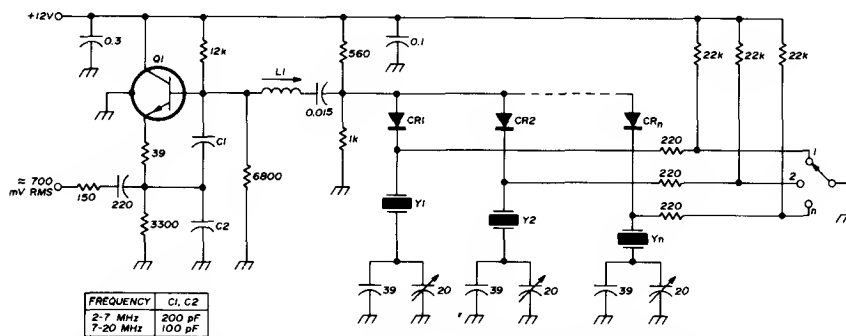 +12V
0.3
Q1
12k
L1
560
0.1
22k
22k
22k
0.015
CR1
CR2
CRn
39
C1
6800
1k
220
220
220
1
2
n
≈ 700
mV RMS
150
220
3300
C2
Y1
Y2
Yn
39
20
39
20
39
20
FREQUENCY C1, C2
2-7 MHz 200 pF
7-20 MHz 100 pF